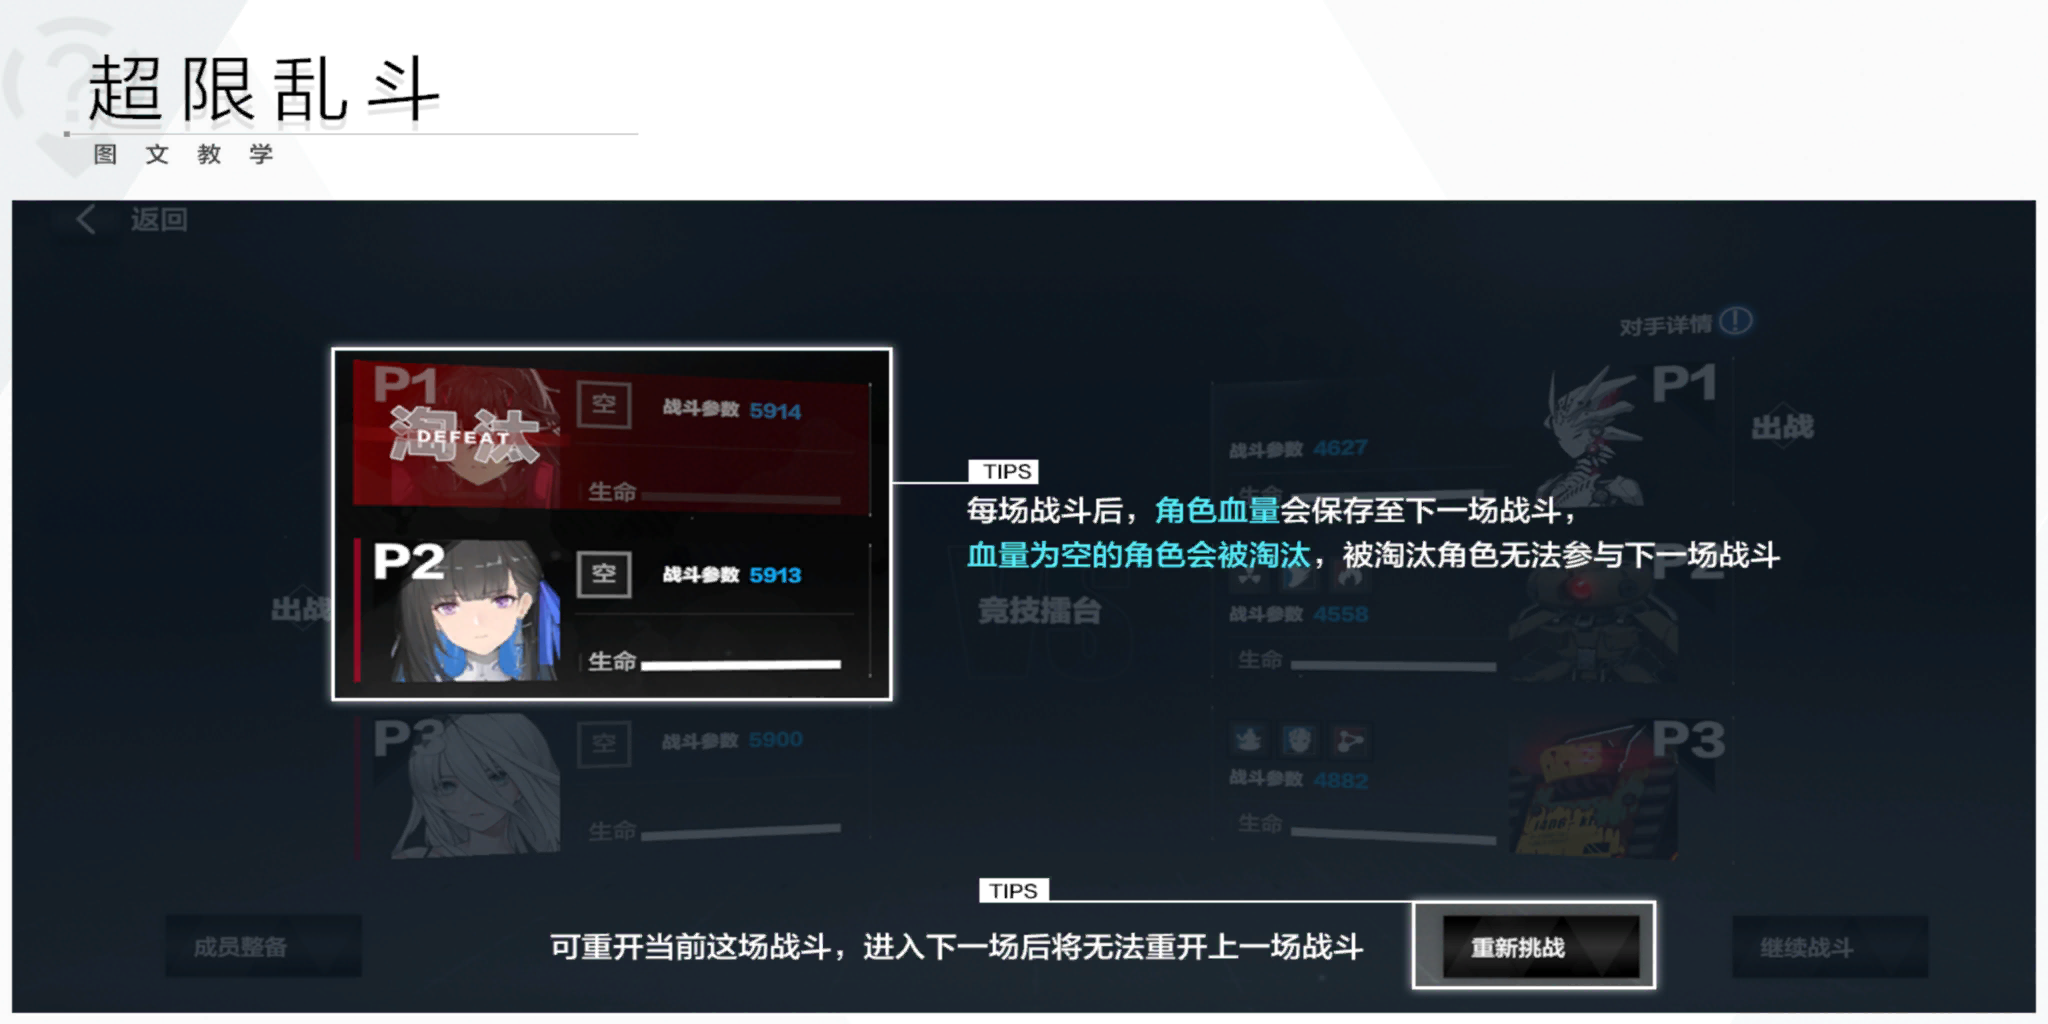 超限乱斗
图文教学
返回
对手详情
P1
淘汰
DEFEAT
空
战斗参数 5914
生命
P1
出战
战斗参数 4627
生命
TIPS
每场战斗后，角色血量会保存至下一场战斗，
血量为空的角色会被淘汰，被淘汰角色无法参与下一场战斗
P2
空
战斗参数 5913
生命
出战
VS
竞技擂台
P2
战斗参数 4558
生命
P3
空
战斗参数 5900
生命
P3
战斗参数 4882
生命
TIPS
成员整备
可重开当前这场战斗，进入下一场后将无法重开上一场战斗
重新挑战
继续战斗